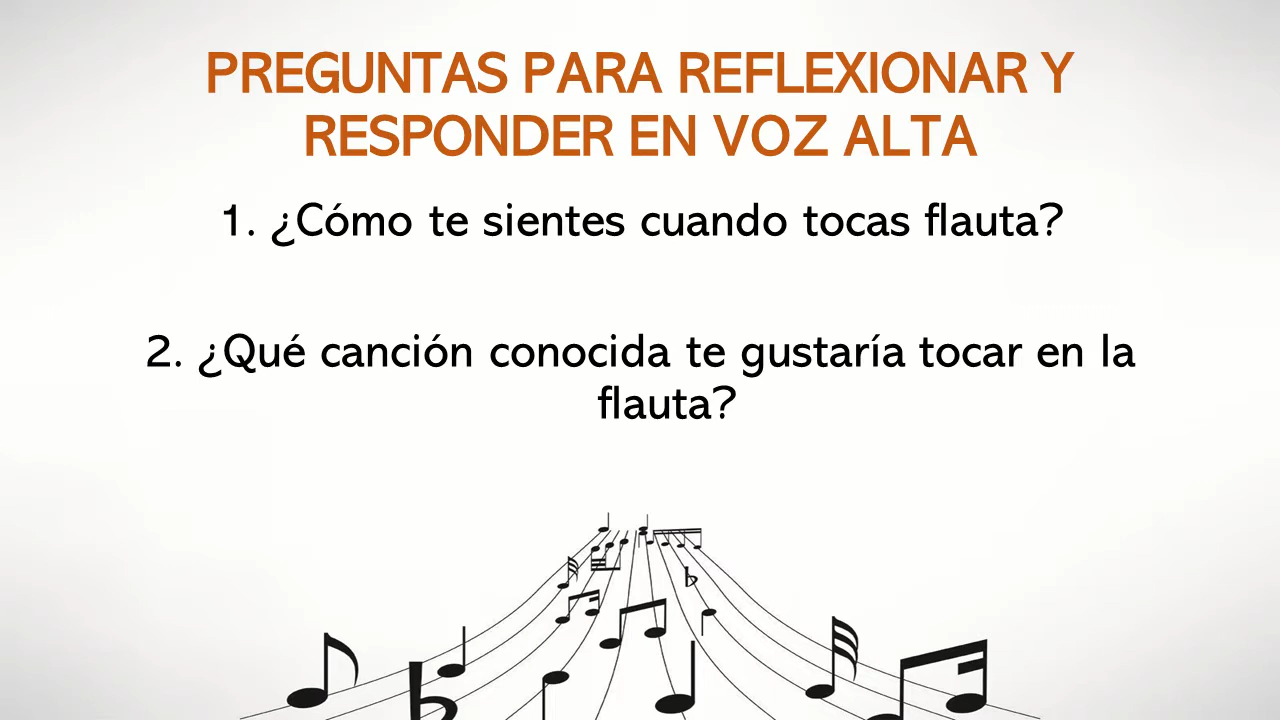 PREGUNTAS PARA REFLEXIONAR Y
RESPONDER EN VOZ ALTA
1. ¿Cómo te sientes cuando tocas flauta?
2. ¿Qué canción conocida te gustaría tocar en la
flauta?